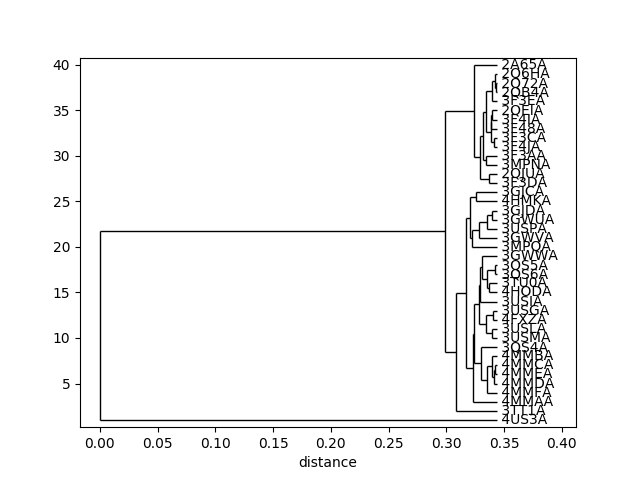 40
35
30
25
20
15
10
5
2A65A
2Q6HA
2Q72A
2QB4A
3F3EA
2QEIA
3F4IA
3F48A
3F3CA
3F4JA
3F3AA
3MPNA
2QJUA
3F3DA
3GJCA
4HMKA
3GJDA
3GWUA
3USPA
3GWVA
3MPQA
3GWWA
3QS5A
3QS6A
3TU0A
4HODA
3USJA
3USGA
4FXZA
3USLA
3USMA
3QS4A
4MMBA
4MMCA
4MMEA
4MMDA
4MMFA
4MMAA
3TT1A
4US3A
0.00 0.05 0.10 0.15 0.20 0.25 0.30 0.35 0.40
distance